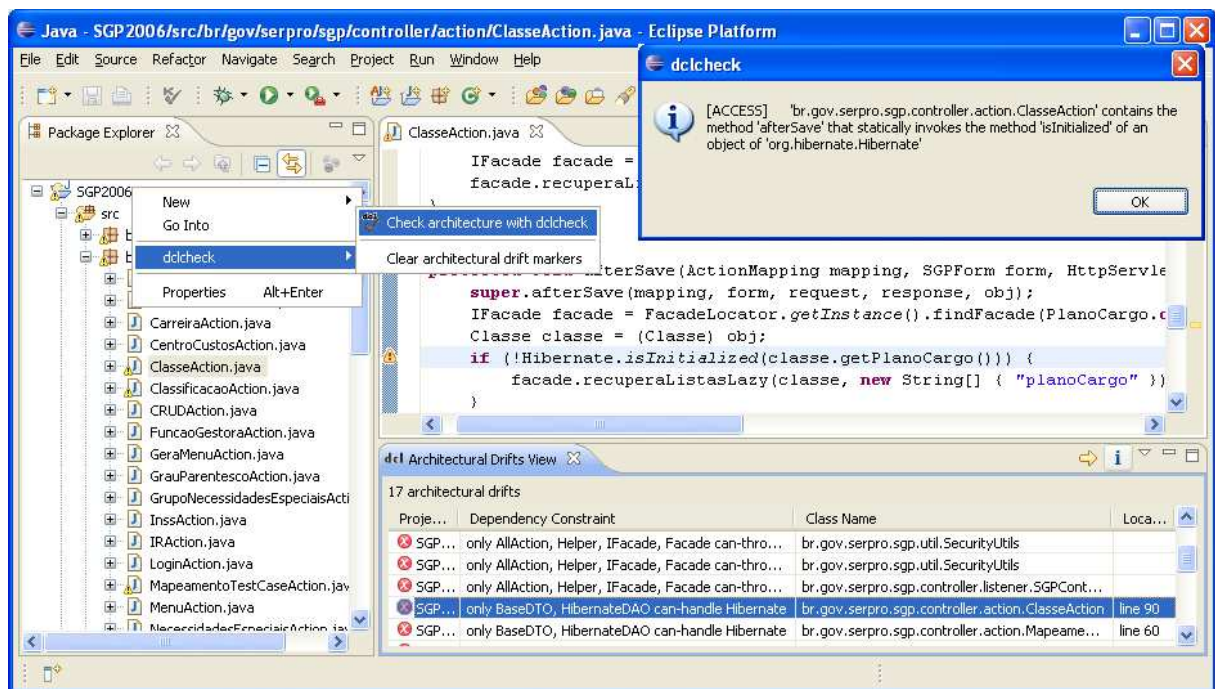 Java - SGP2006/src/br/gov/serpro/sgp/controller/action/ClasseAction.java - Eclipse Platform
File Edit Source Refactor Navigate Search Project Run Window Help
dclcheck
[ACCESS] 'br.gov.serpro.sgp.controller.action.ClasseAction' contains the
method 'afterSave' that statically invokes the method 'isInitialized' of an
object of 'org.hibernate.Hibernate'
OK
Package Explorer
SGP2006
src
New
Go Into
dclcheck
Properties Alt+Enter
Check architecture with dclcheck
Clear architectural drift markers
CarreiraAction.java
CentroCustosAction.java
ClasseAction.java
ClassificacaoAction.java
CRUDAction.java
FuncaoGestoraAction.java
GeraMenuAction.java
GrauParentescoAction.java
GrupoNecessidadesEspeciaisActi
InssAction.java
IRAction.java
LoginAction.java
MapeamentoTestCaseAction.jav
MenuAction.java
NecessidadesEspeciaisAction.jav
ClasseAction.java
IFacade facade =
facade.recuperaL
}
afterSave(ActionMapping mapping, SGPForm form, HttpServle
super.afterSave(mapping, form, request, response, obj);
IFacade facade = FacadeLocator.getInstance().findFacade(PlanoCargo.c
Classe classe = (Classe) obj;
if (!Hibernate.isInitialized(classe.getPlanoCargo())) {
facade.recuperaListasLazy(classe, new String[] { "planoCargo" })
}
dcl Architectural Drifts View
17 architectural drifts
Proje... Dependency Constraint Class Name Loca...
SGP... only AllAction, Helper, IFacade, Facade can-thro... br.gov.serpro.sgp.util.SecurityUtils
SGP... only AllAction, Helper, IFacade, Facade can-thro... br.gov.serpro.sgp.util.SecurityUtils
SGP... only AllAction, Helper, IFacade, Facade can-thro... br.gov.serpro.sgp.controller.listener.SGPCont...
SGP... only BaseDTO, HibernateDAO can-handle Hibernate br.gov.serpro.sgp.controller.action.ClasseAction line 90
SGP... only BaseDTO, HibernateDAO can-handle Hibernate br.gov.serpro.sgp.controller.action.Mapeame... line 60